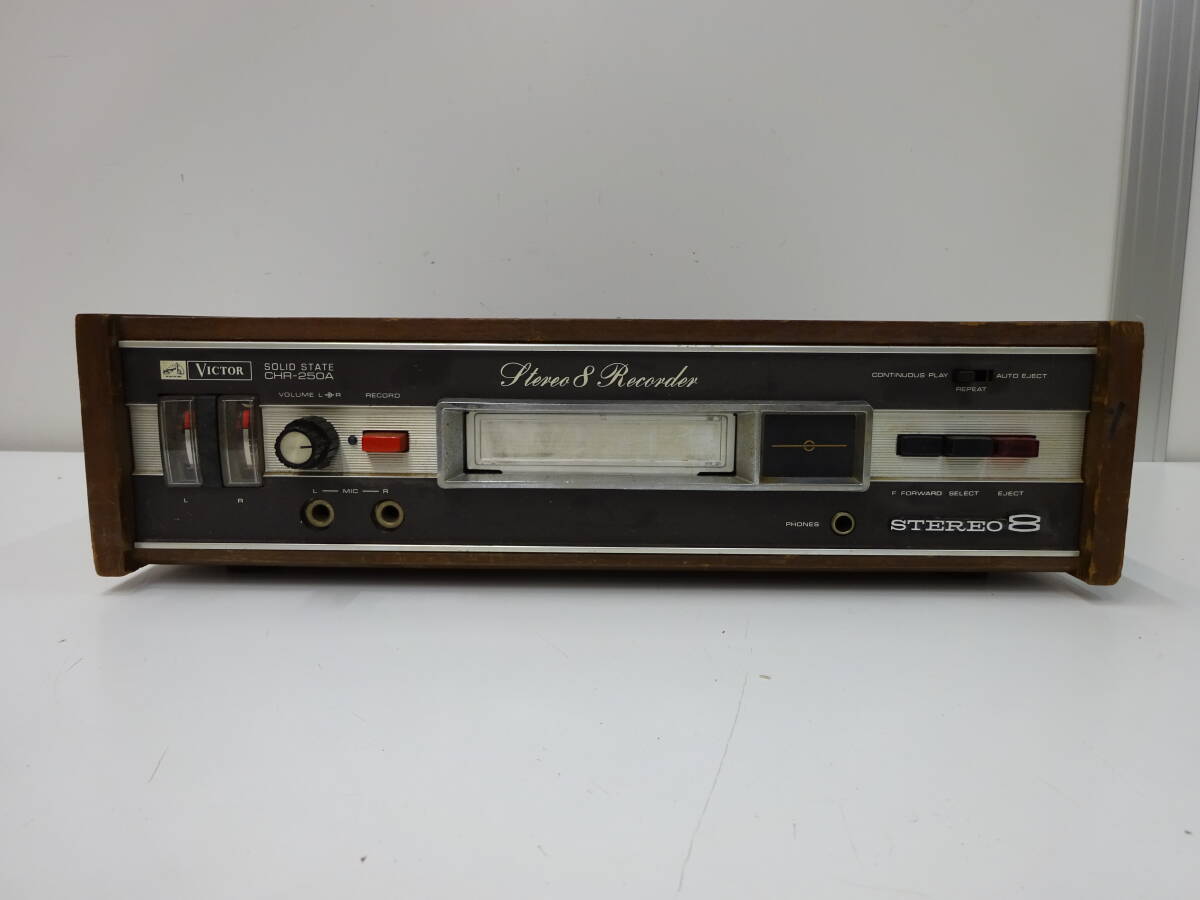 VICTOR
SOLID STATE
CHR-250A
Stereo 8 Recorder
CONTINUOUS PLAY
AUTO EJECT
REPEAT
VOLUME L R
RECORD
L
R
L — MIC — R
PHONES
F FORWARD SELECT EJECT
STEREO 8